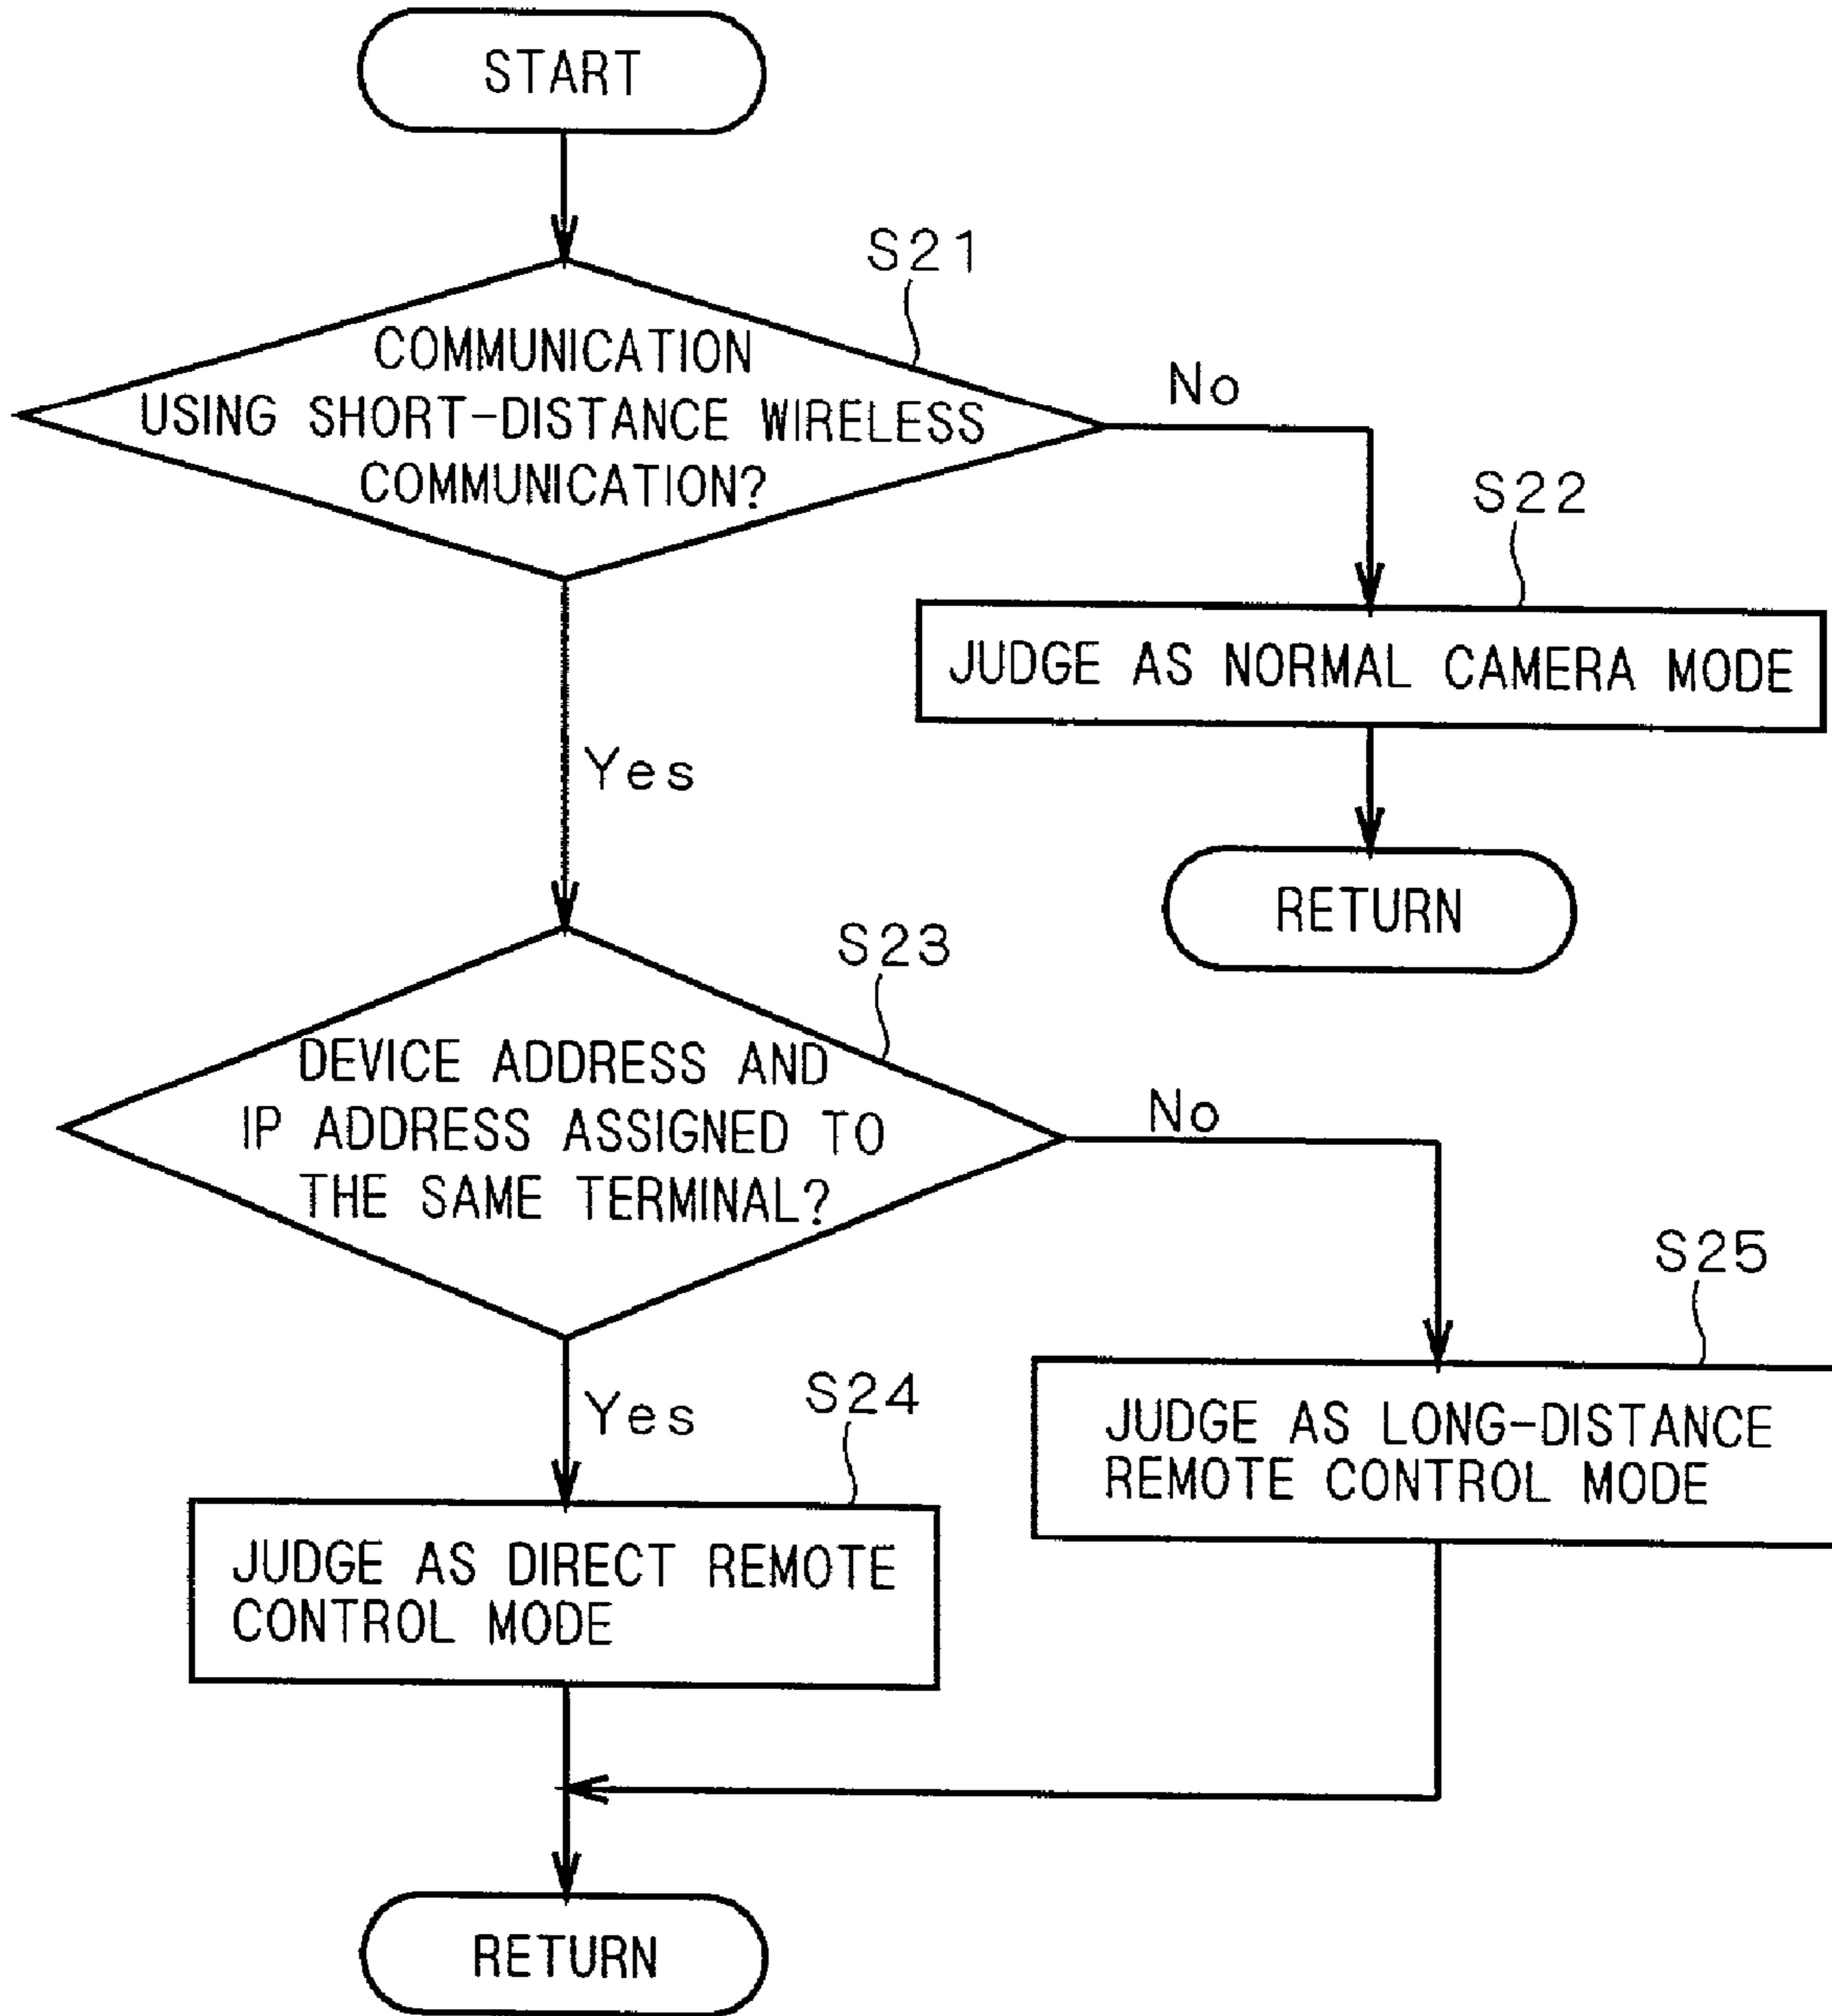 START
S21
COMMUNICATION
USING SHORT-DISTANCE WIRELESS
COMMUNICATION?
No
S22
JUDGE AS NORMAL CAMERA MODE
Yes
RETURN
S23
DEVICE ADDRESS AND
IP ADDRESS ASSIGNED TO
THE SAME TERMINAL?
No
S25
JUDGE AS LONG-DISTANCE
REMOTE CONTROL MODE
Yes
S24
JUDGE AS DIRECT REMOTE
CONTROL MODE
RETURN